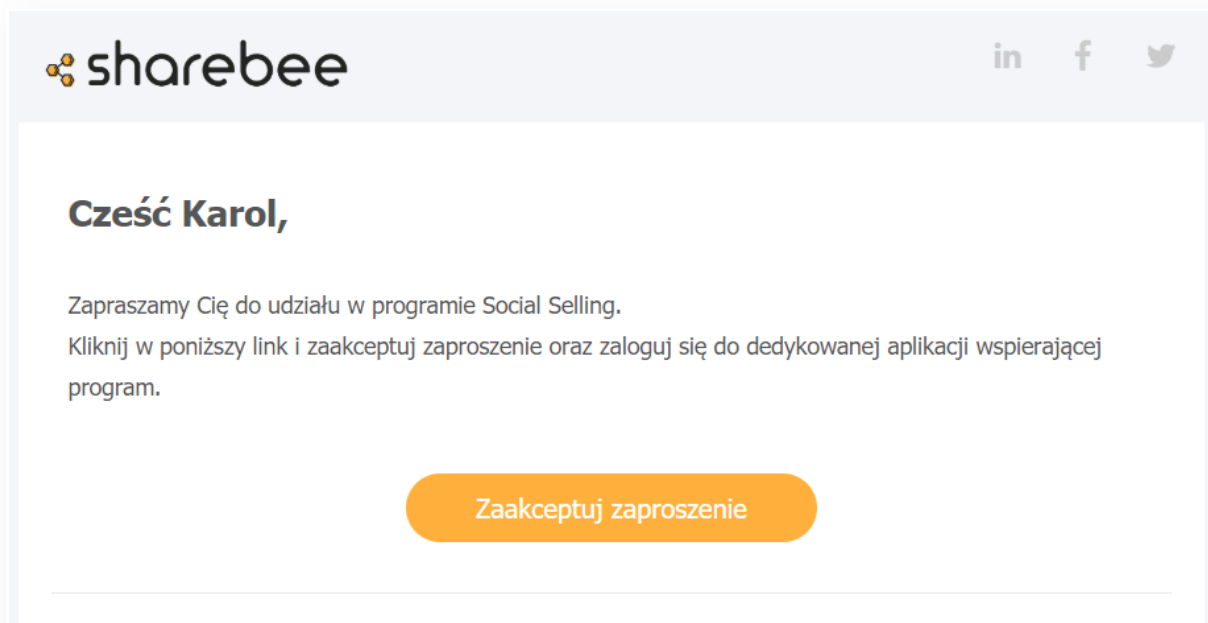 sharebee
in f
Cześć Karol,
Zapraszamy Cię do udziału w programie Social Selling.
Kliknij w poniższy link i zaakceptuj zaproszenie oraz zaloguj się do dedykowanej aplikacji wspierającej
program.
Zaakceptuj zaproszenie